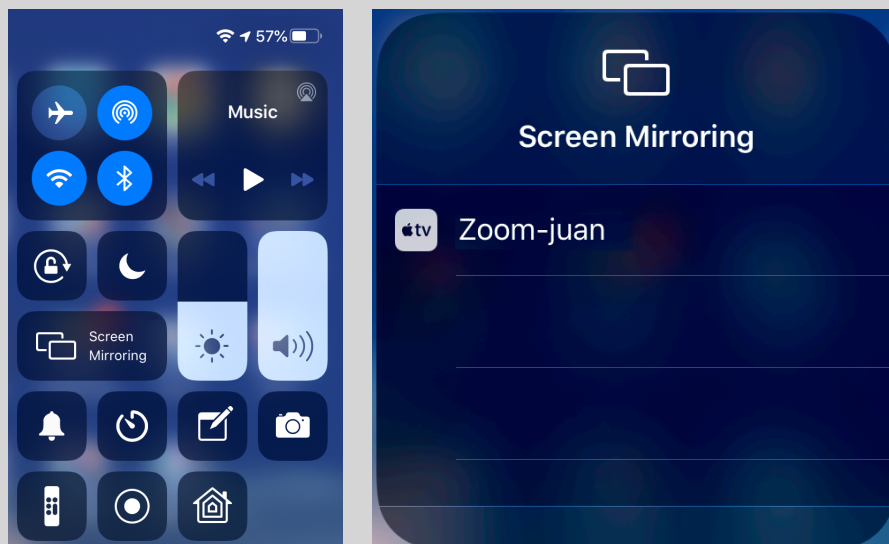 57%
Music
Screen
Mirroring
Screen Mirroring
tv
Zoom-juan